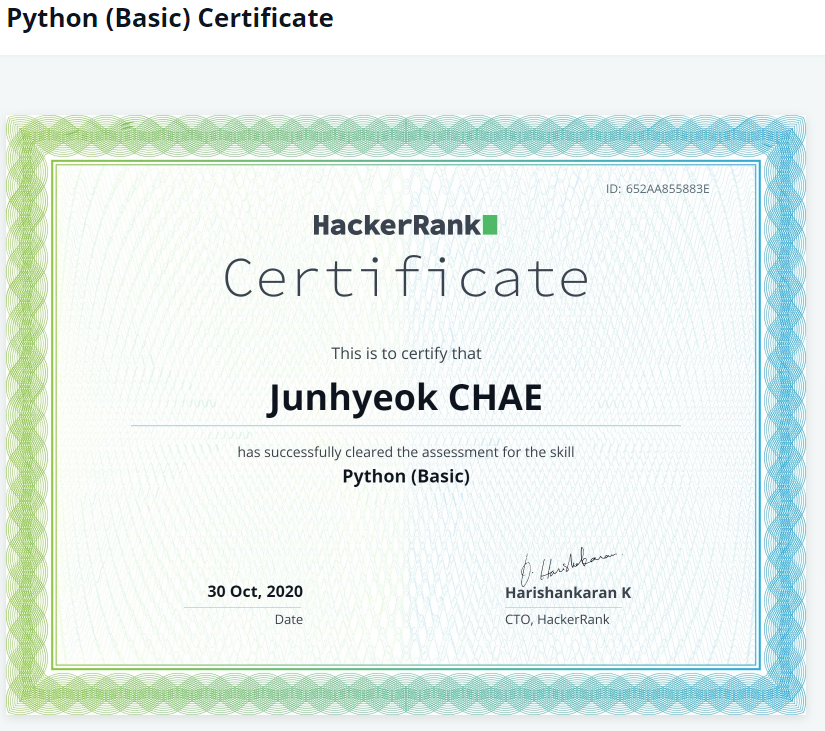 Python (Basic) Certificate
ID: 652AA855883E
HackerRank
Certificate
This is to certify that
Junhyeok CHAE
has successfully cleared the assessment for the skill
Python (Basic)
30 Oct, 2020
Date
Harishankaran K
CTO, HackerRank